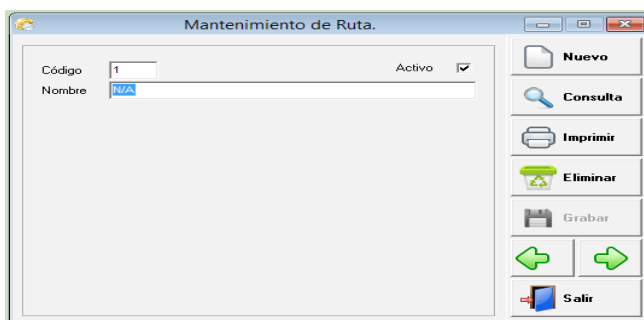 Mantenimiento de Ruta.
Código 1 Activo
Nombre N/A
Nuevo
Consulta
Imprimir
Eliminar
Grabar
Salir